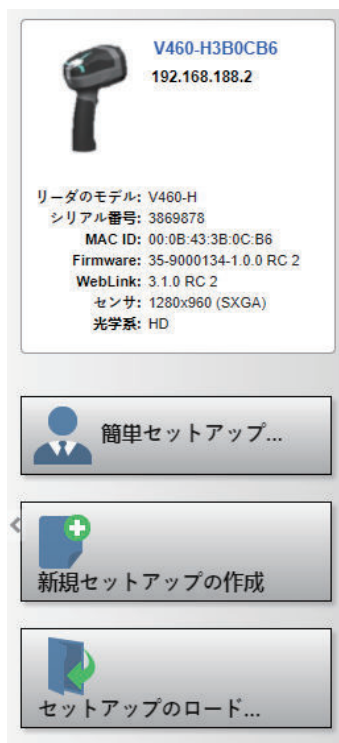 V460-H3B0CB6
192.168.188.2
リーダのモデル: V460-H
シリアル番号: 3869878
MAC ID: 00:0B:43:3B:0C:B6
Firmware: 35-9000134-1.0.0 RC 2
WebLink: 3.1.0 RC 2
センサ: 1280x960 (SXGA)
光学系: HD
簡単セットアップ...
新規セットアップの作成
セットアップのロード...